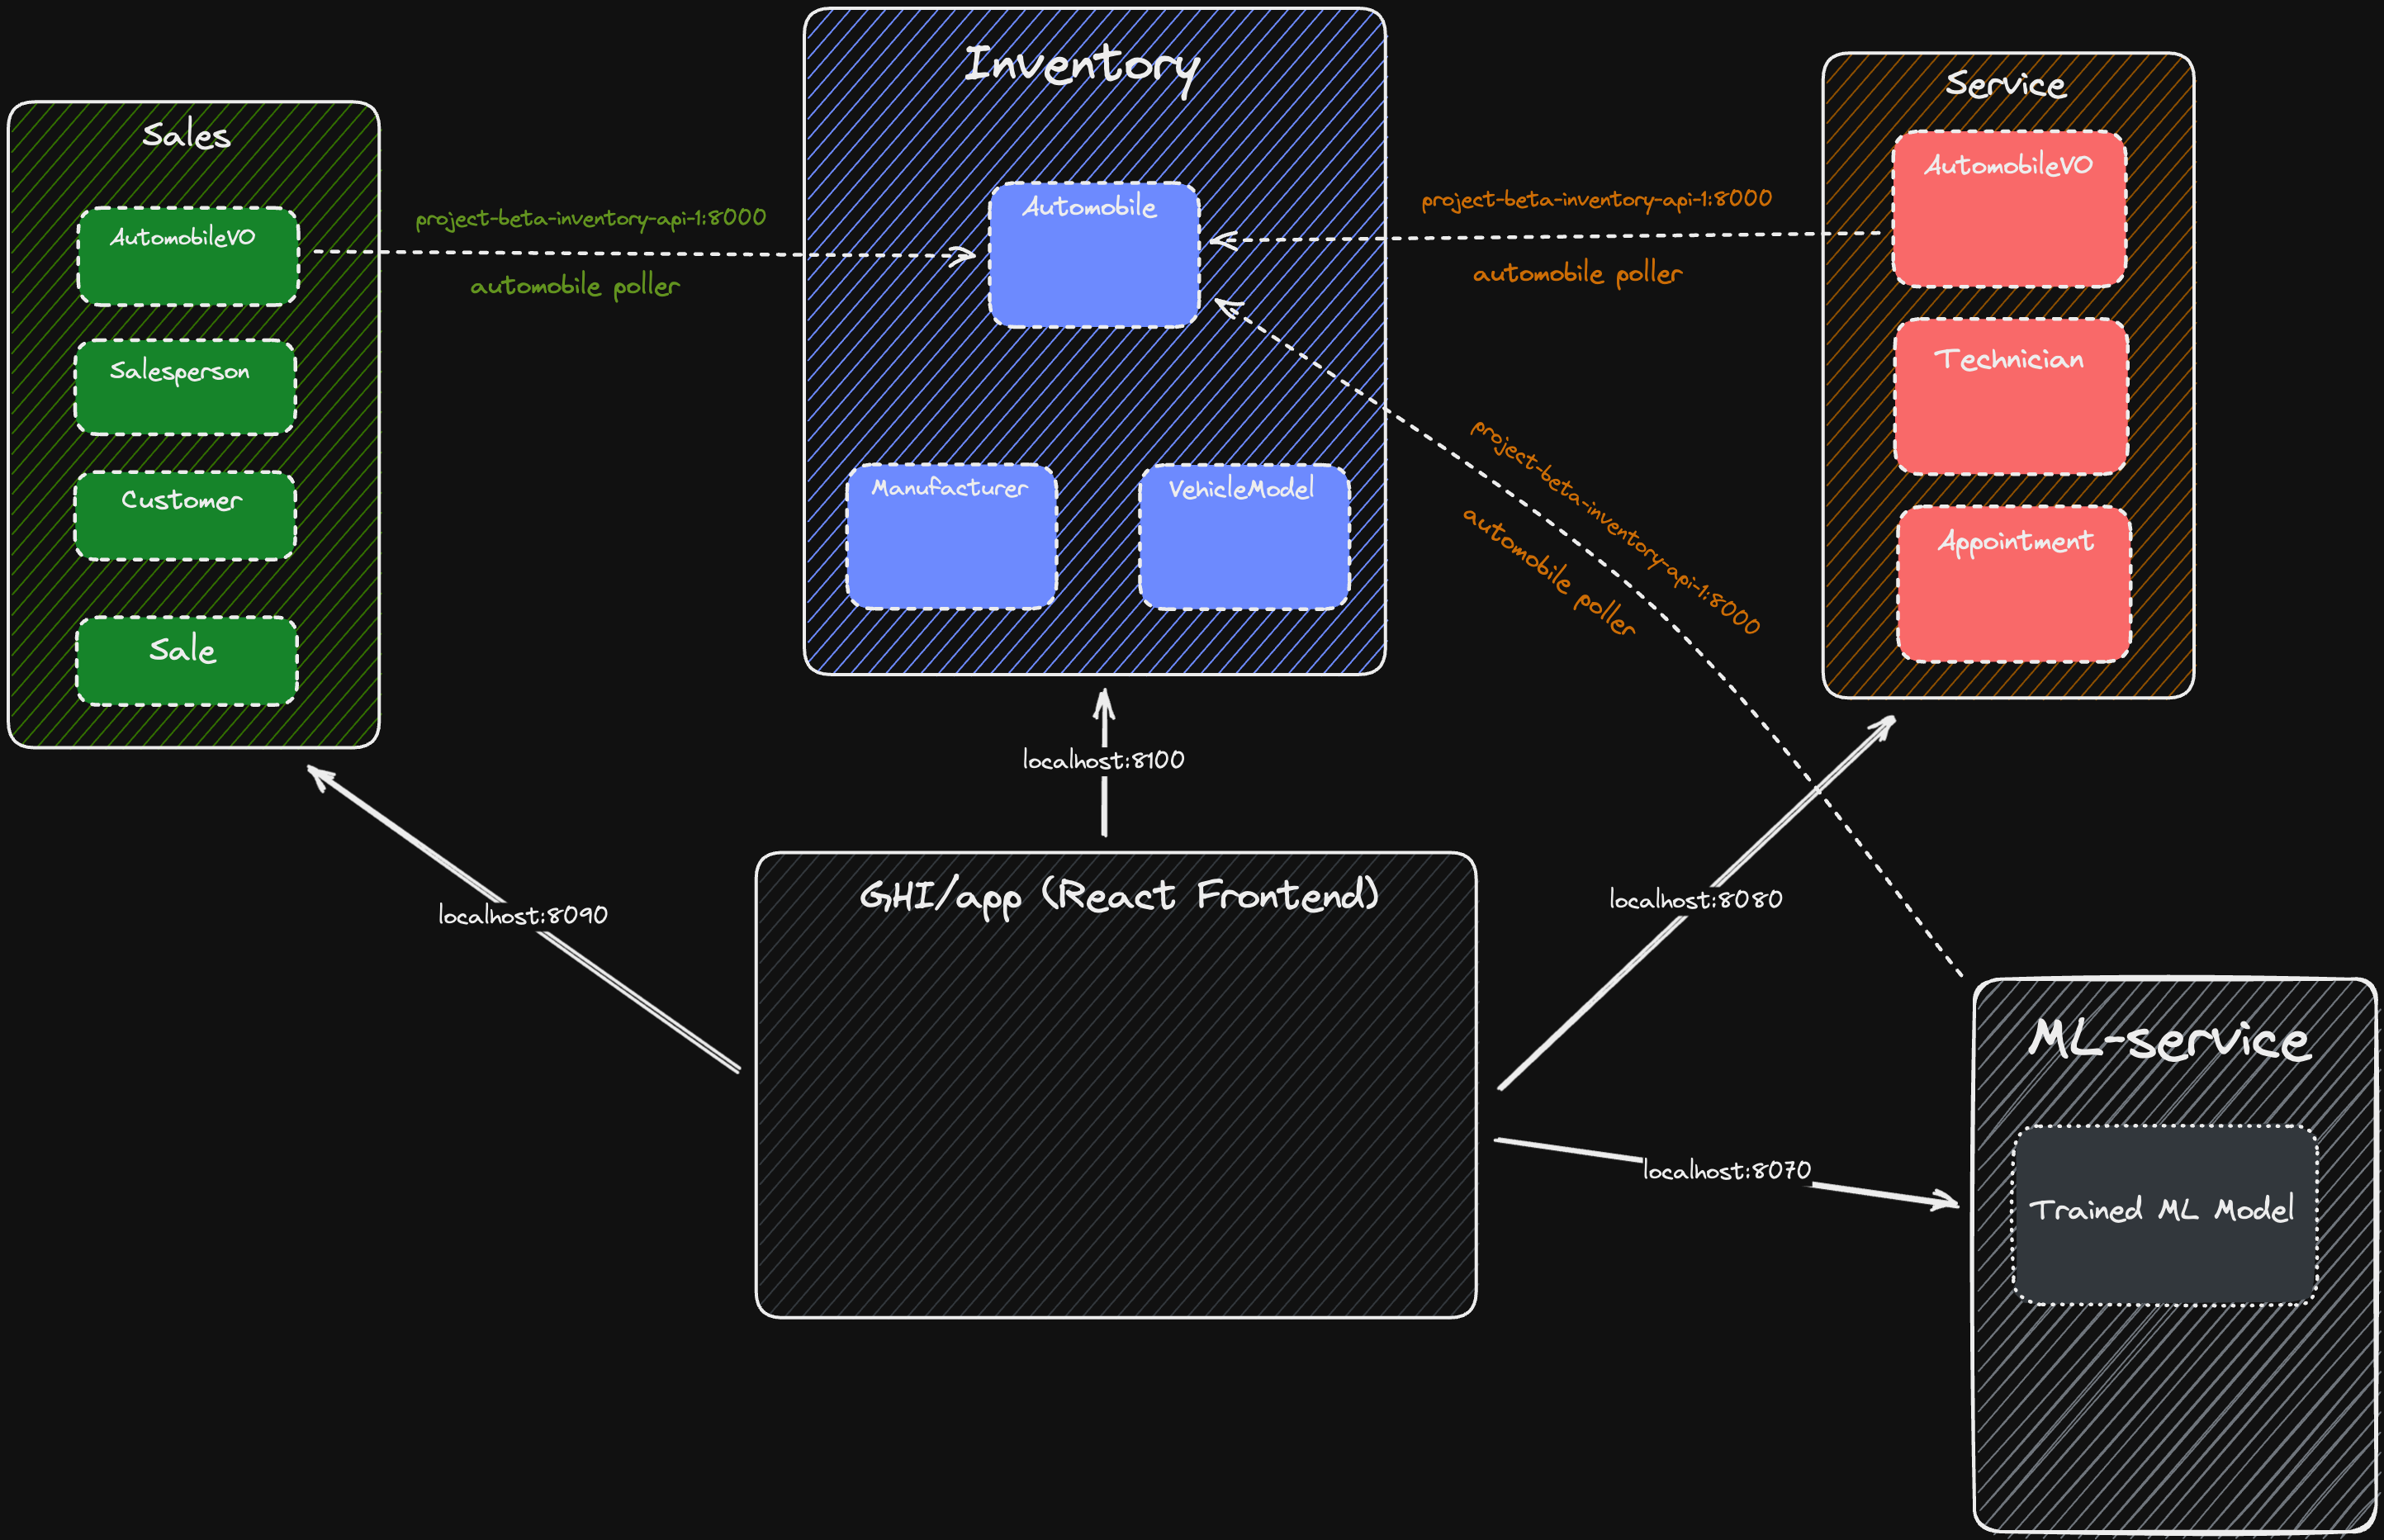 Inventory
Service
Sales
AutomobileVO
Automobile
project-beta-inventory-api-1:8000
automobile poller
project-beta-inventory-api-1:8000
automobile poller
AutomobileVO
Salesperson
Customer
Sale
Technician
Appointment
project-beta-inventory-api-1:8000
automobile poller
Manufacturer
VehicleModel
localhost:8100
GHI/app (React Frontend)
localhost:8090
localhost:8080
localhost:8070
ML-service
Trained ML Model